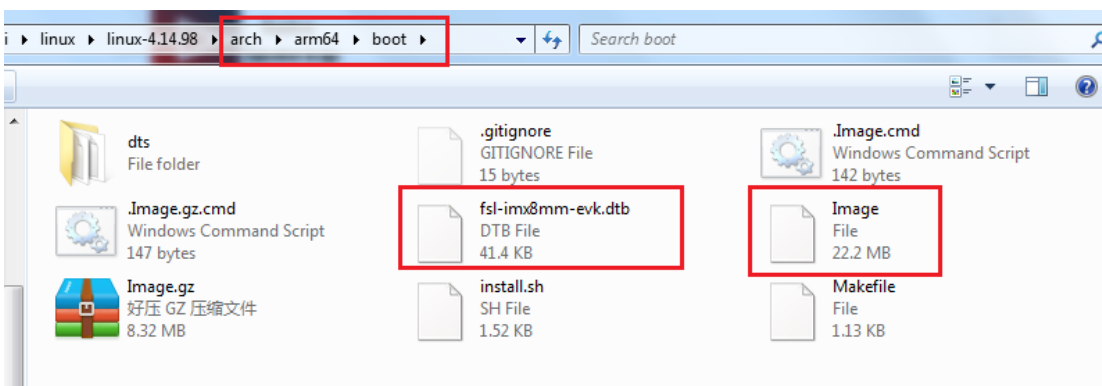 i ▸ linux ▸ linux-4.14.98 ▸ arch ▸ arm64 ▸ boot ▸
Search boot
dts
File folder
.gitignore
GITIGNORE File
15 bytes
.Image.cmd
Windows Command Script
142 bytes
.Image.gz.cmd
Windows Command Script
147 bytes
fsl-imx8mm-evk.dtb
DTB File
41.4 KB
Image
File
22.2 MB
Image.gz
好压 GZ 压缩文件
8.32 MB
install.sh
SH File
1.52 KB
Makefile
File
1.13 KB